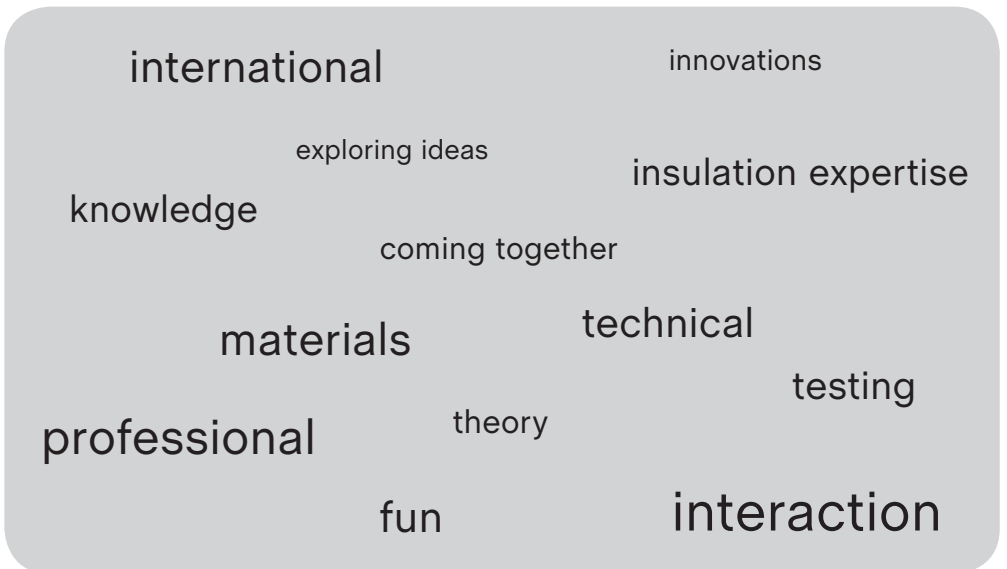 international
innovations
exploring ideas
insulation expertise
knowledge
coming together
technical
materials
testing
theory
professional
interaction
fun